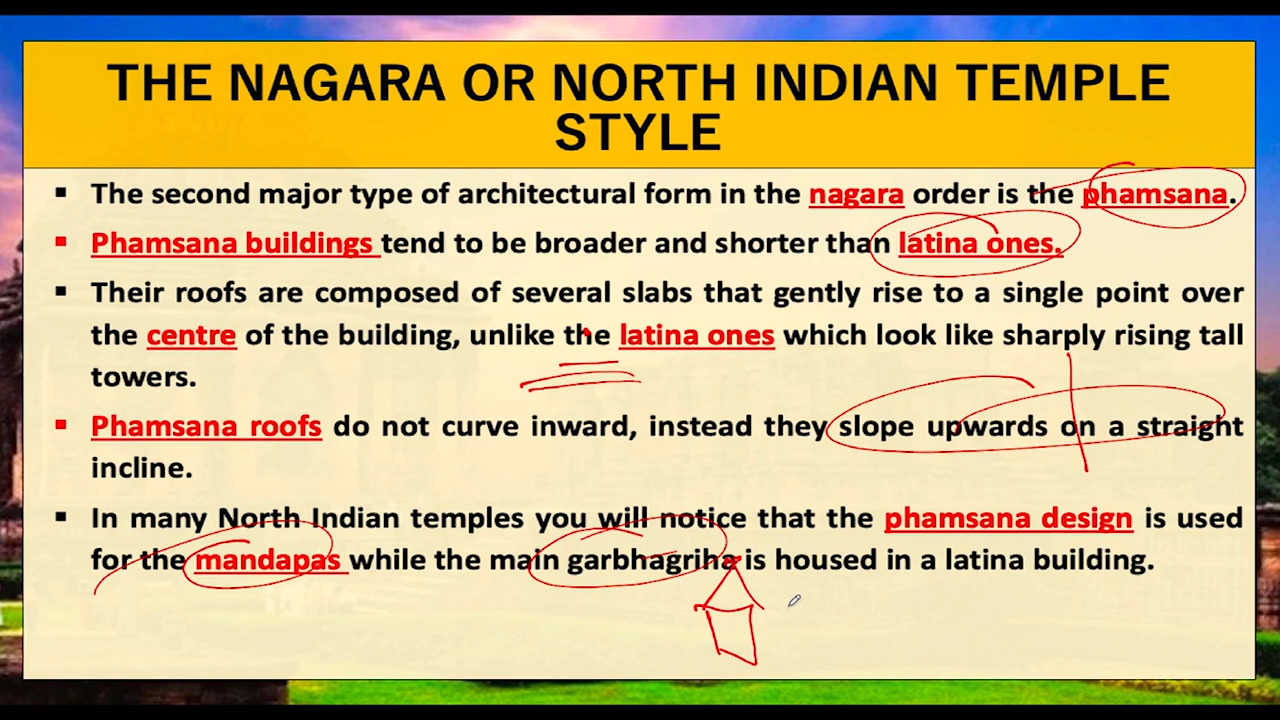 THE NAGARA OR NORTH INDIAN TEMPLE
STYLE
▪ The second major type of architectural form in the nagara order is the phamsana.
▪ Phamsana buildings tend to be broader and shorter than latina ones.
▪ Their roofs are composed of several slabs that gently rise to a single point over
the centre of the building, unlike the latina ones which look like sharply rising tall
towers.
▪ Phamsana roofs do not curve inward, instead they slope upwards on a straight
incline.
▪ In many North Indian temples you will notice that the phamsana design is used
for the mandapas while the main garbhagriha is housed in a latina building.